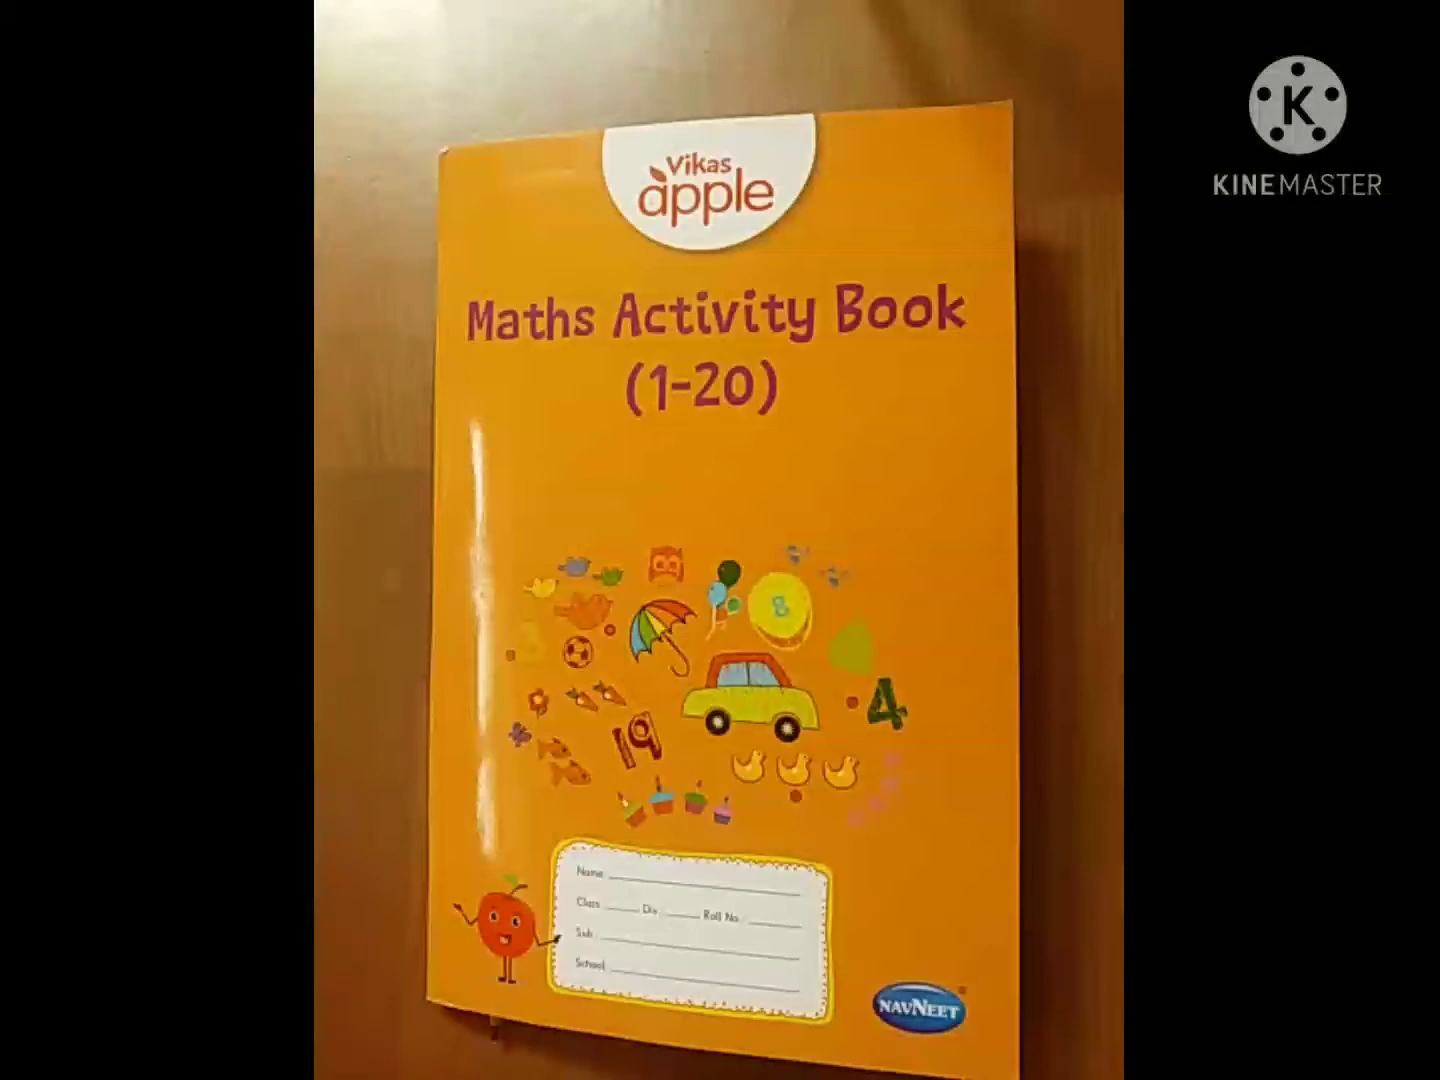 Vikas
apple
Maths Activity Book
(1-20)
8
4
19
Name
Class Div. Roll No.
Sub.
School
NAVNEET
K
KINEMASTER